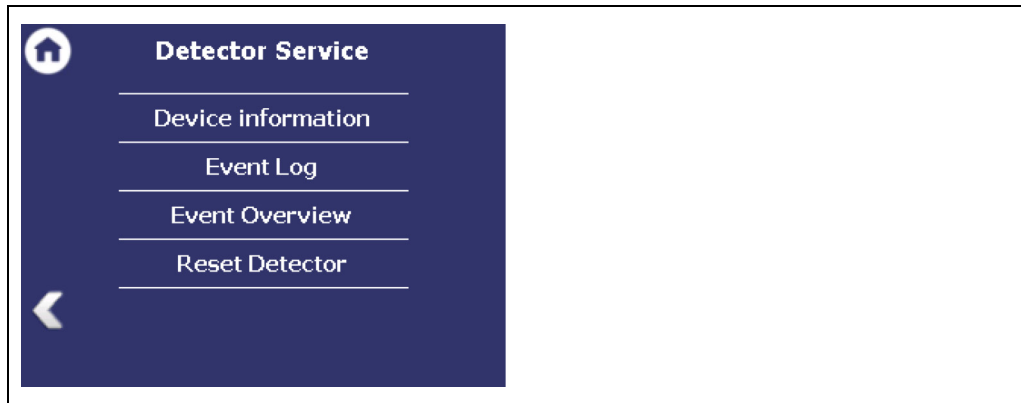 Detector Service
Device information
Event Log
Event Overview
Reset Detector